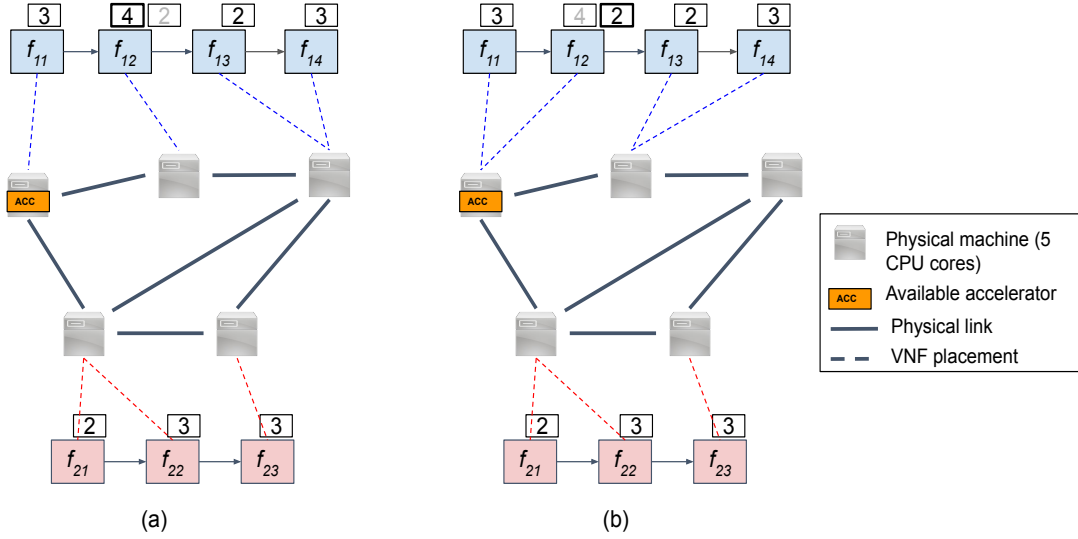 3 4 2 2 3
f11 f12 f13 f14
ACC
2 3 3
f21 f22 f23
(a)
3 4 2 2 3
f11 f12 f13 f14
ACC
2 3 3
f21 f22 f23
(b)
Physical machine (5
CPU cores)
ACC
Available accelerator
Physical link
VNF placement